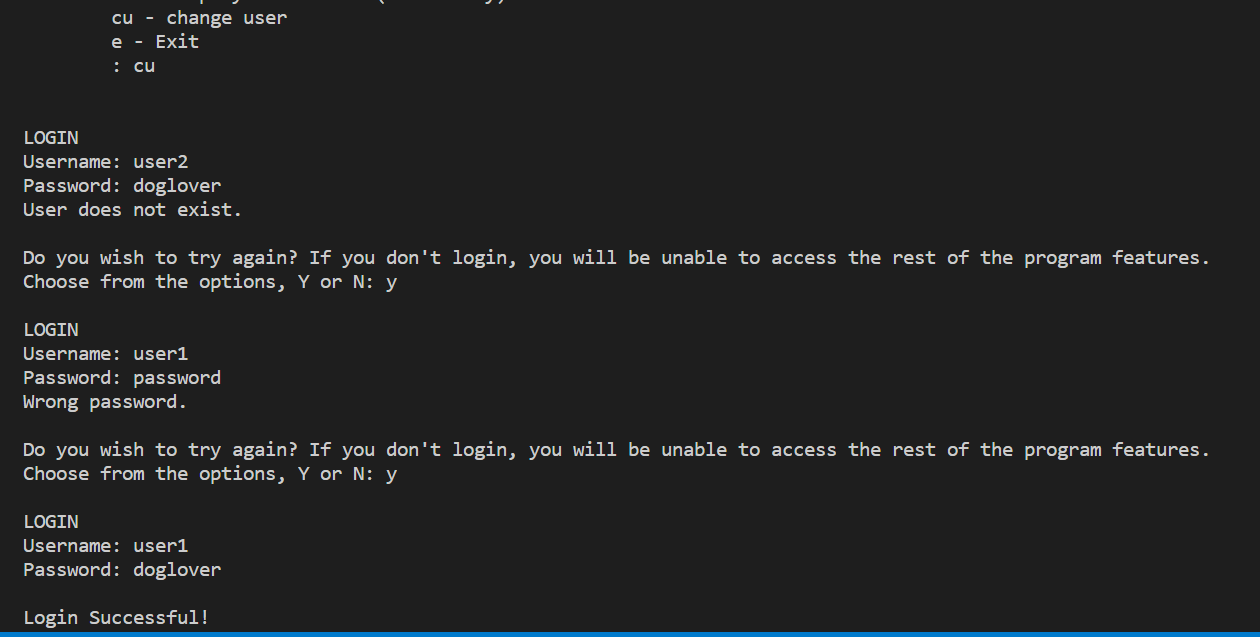 cu - change user
e - Exit
: cu
LOGIN
Username: user2
Password: doglover
User does not exist.
Do you wish to try again? If you don't login, you will be unable to access the rest of the program features.
Choose from the options, Y or N: y
LOGIN
Username: user1
Password: password
Wrong password.
Do you wish to try again? If you don't login, you will be unable to access the rest of the program features.
Choose from the options, Y or N: y
LOGIN
Username: user1
Password: doglover
Login Successful!